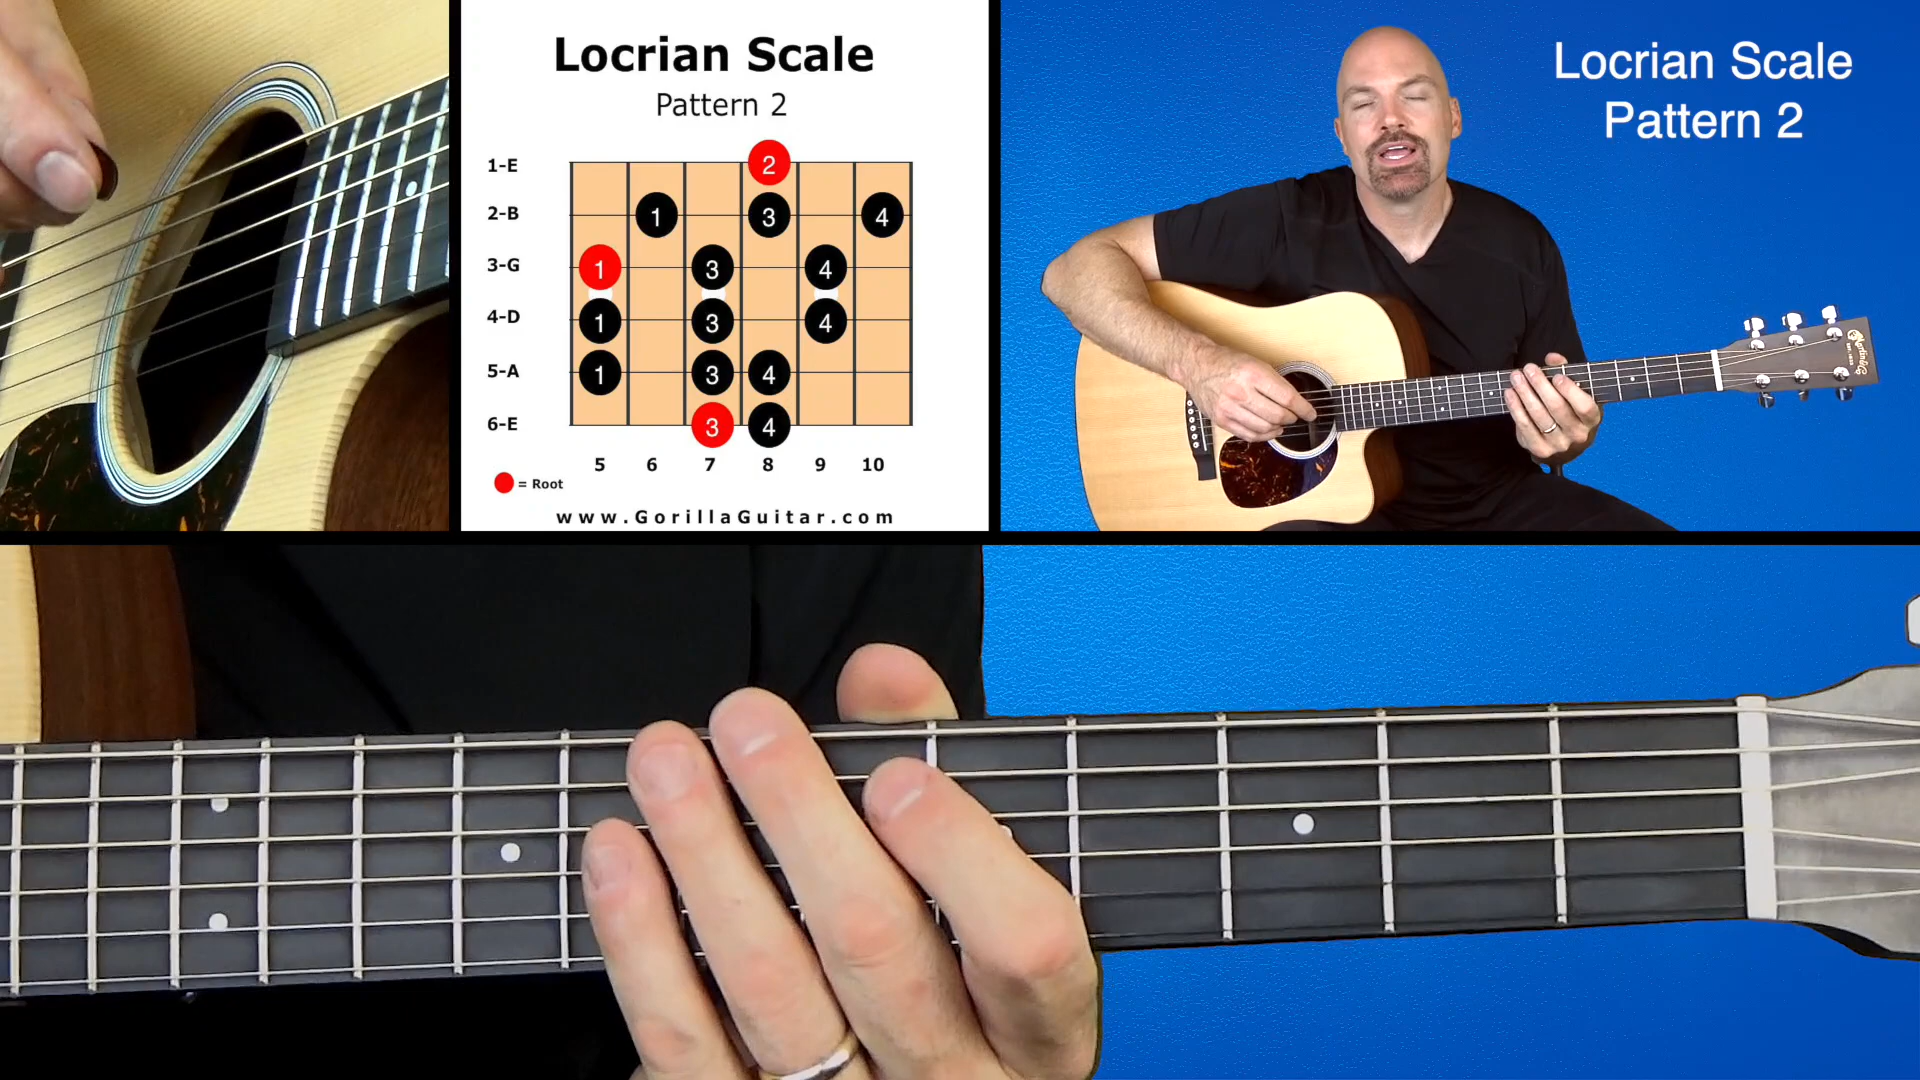 Locrian Scale
Pattern 2
1-E 2
2-B 1 3 4
3-G 1 3 4
4-D 1 3 4
5-A 1 3 4
6-E 3 4
5 6 7 8 9 10
= Root
www.GorillaGuitar.com
Locrian Scale
Pattern 2